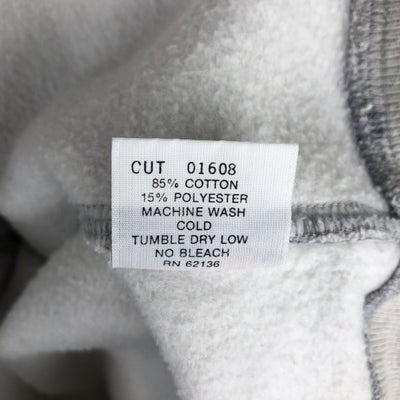 CUT 01608
85% COTTON
15% POLYESTER
MACHINE WASH
COLD
TUMBLE DRY LOW
NO BLEACH
RN 62136